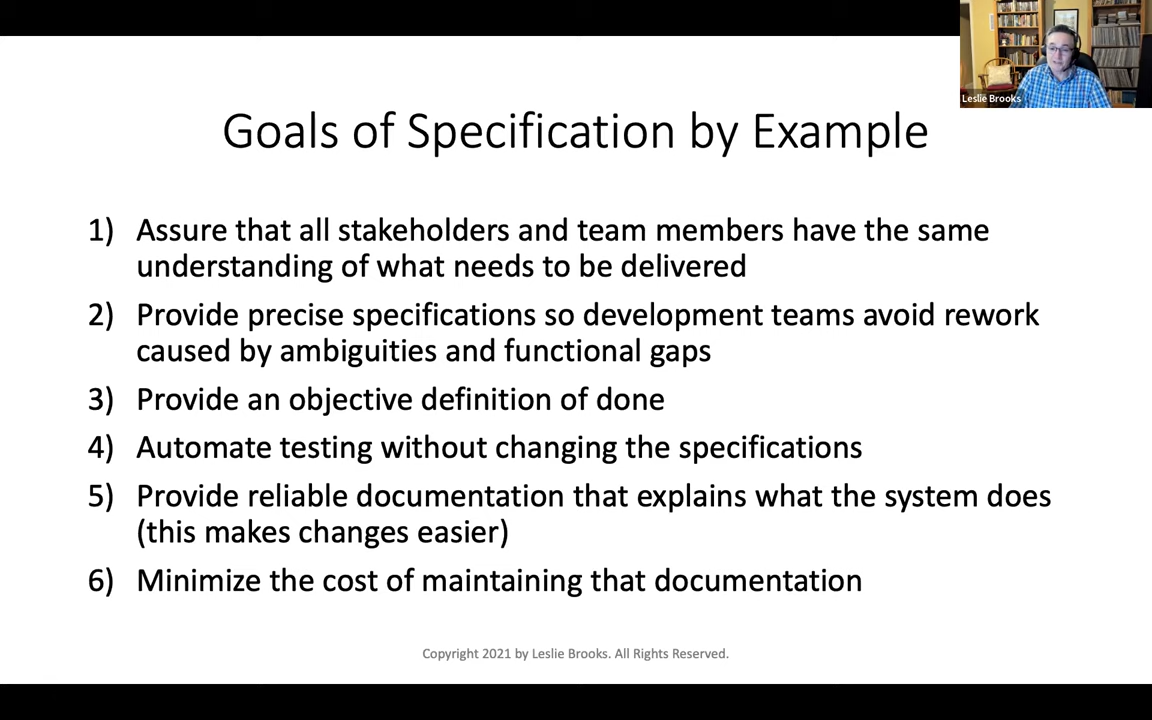 Leslie Brooks
Goals of Specification by Example
1) Assure that all stakeholders and team members have the same
understanding of what needs to be delivered
2) Provide precise specifications so development teams avoid rework
caused by ambiguities and functional gaps
3) Provide an objective definition of done
4) Automate testing without changing the specifications
5) Provide reliable documentation that explains what the system does
(this makes changes easier)
6) Minimize the cost of maintaining that documentation
Copyright 2021 by Leslie Brooks. All Rights Reserved.